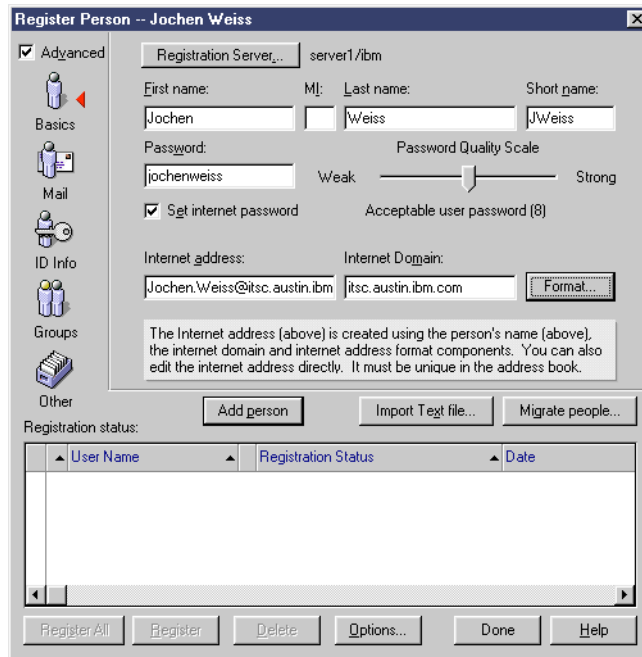 Register Person -- Jochen Weiss
Advanced
Registration Server... server1/ibm
First name: MI: Last name: Short name:
Jochen Weiss JWeiss
Basics
Password: Password Quality Scale
jochenweiss Weak Strong
Mail
Set internet password Acceptable user password (8)
ID Info
Internet address: Internet Domain:
Jochen.Weiss@itsc.austin.ibm itsc.austin.ibm.com Format...
Groups
The Internet address (above) is created using the person's name (above),
the internet domain and internet address format components. You can also
edit the internet address directly. It must be unique in the address book.
Other
Add person Import Text file... Migrate people...
Registration status:
User Name Registration Status Date
Register All Register Delete Options... Done Help